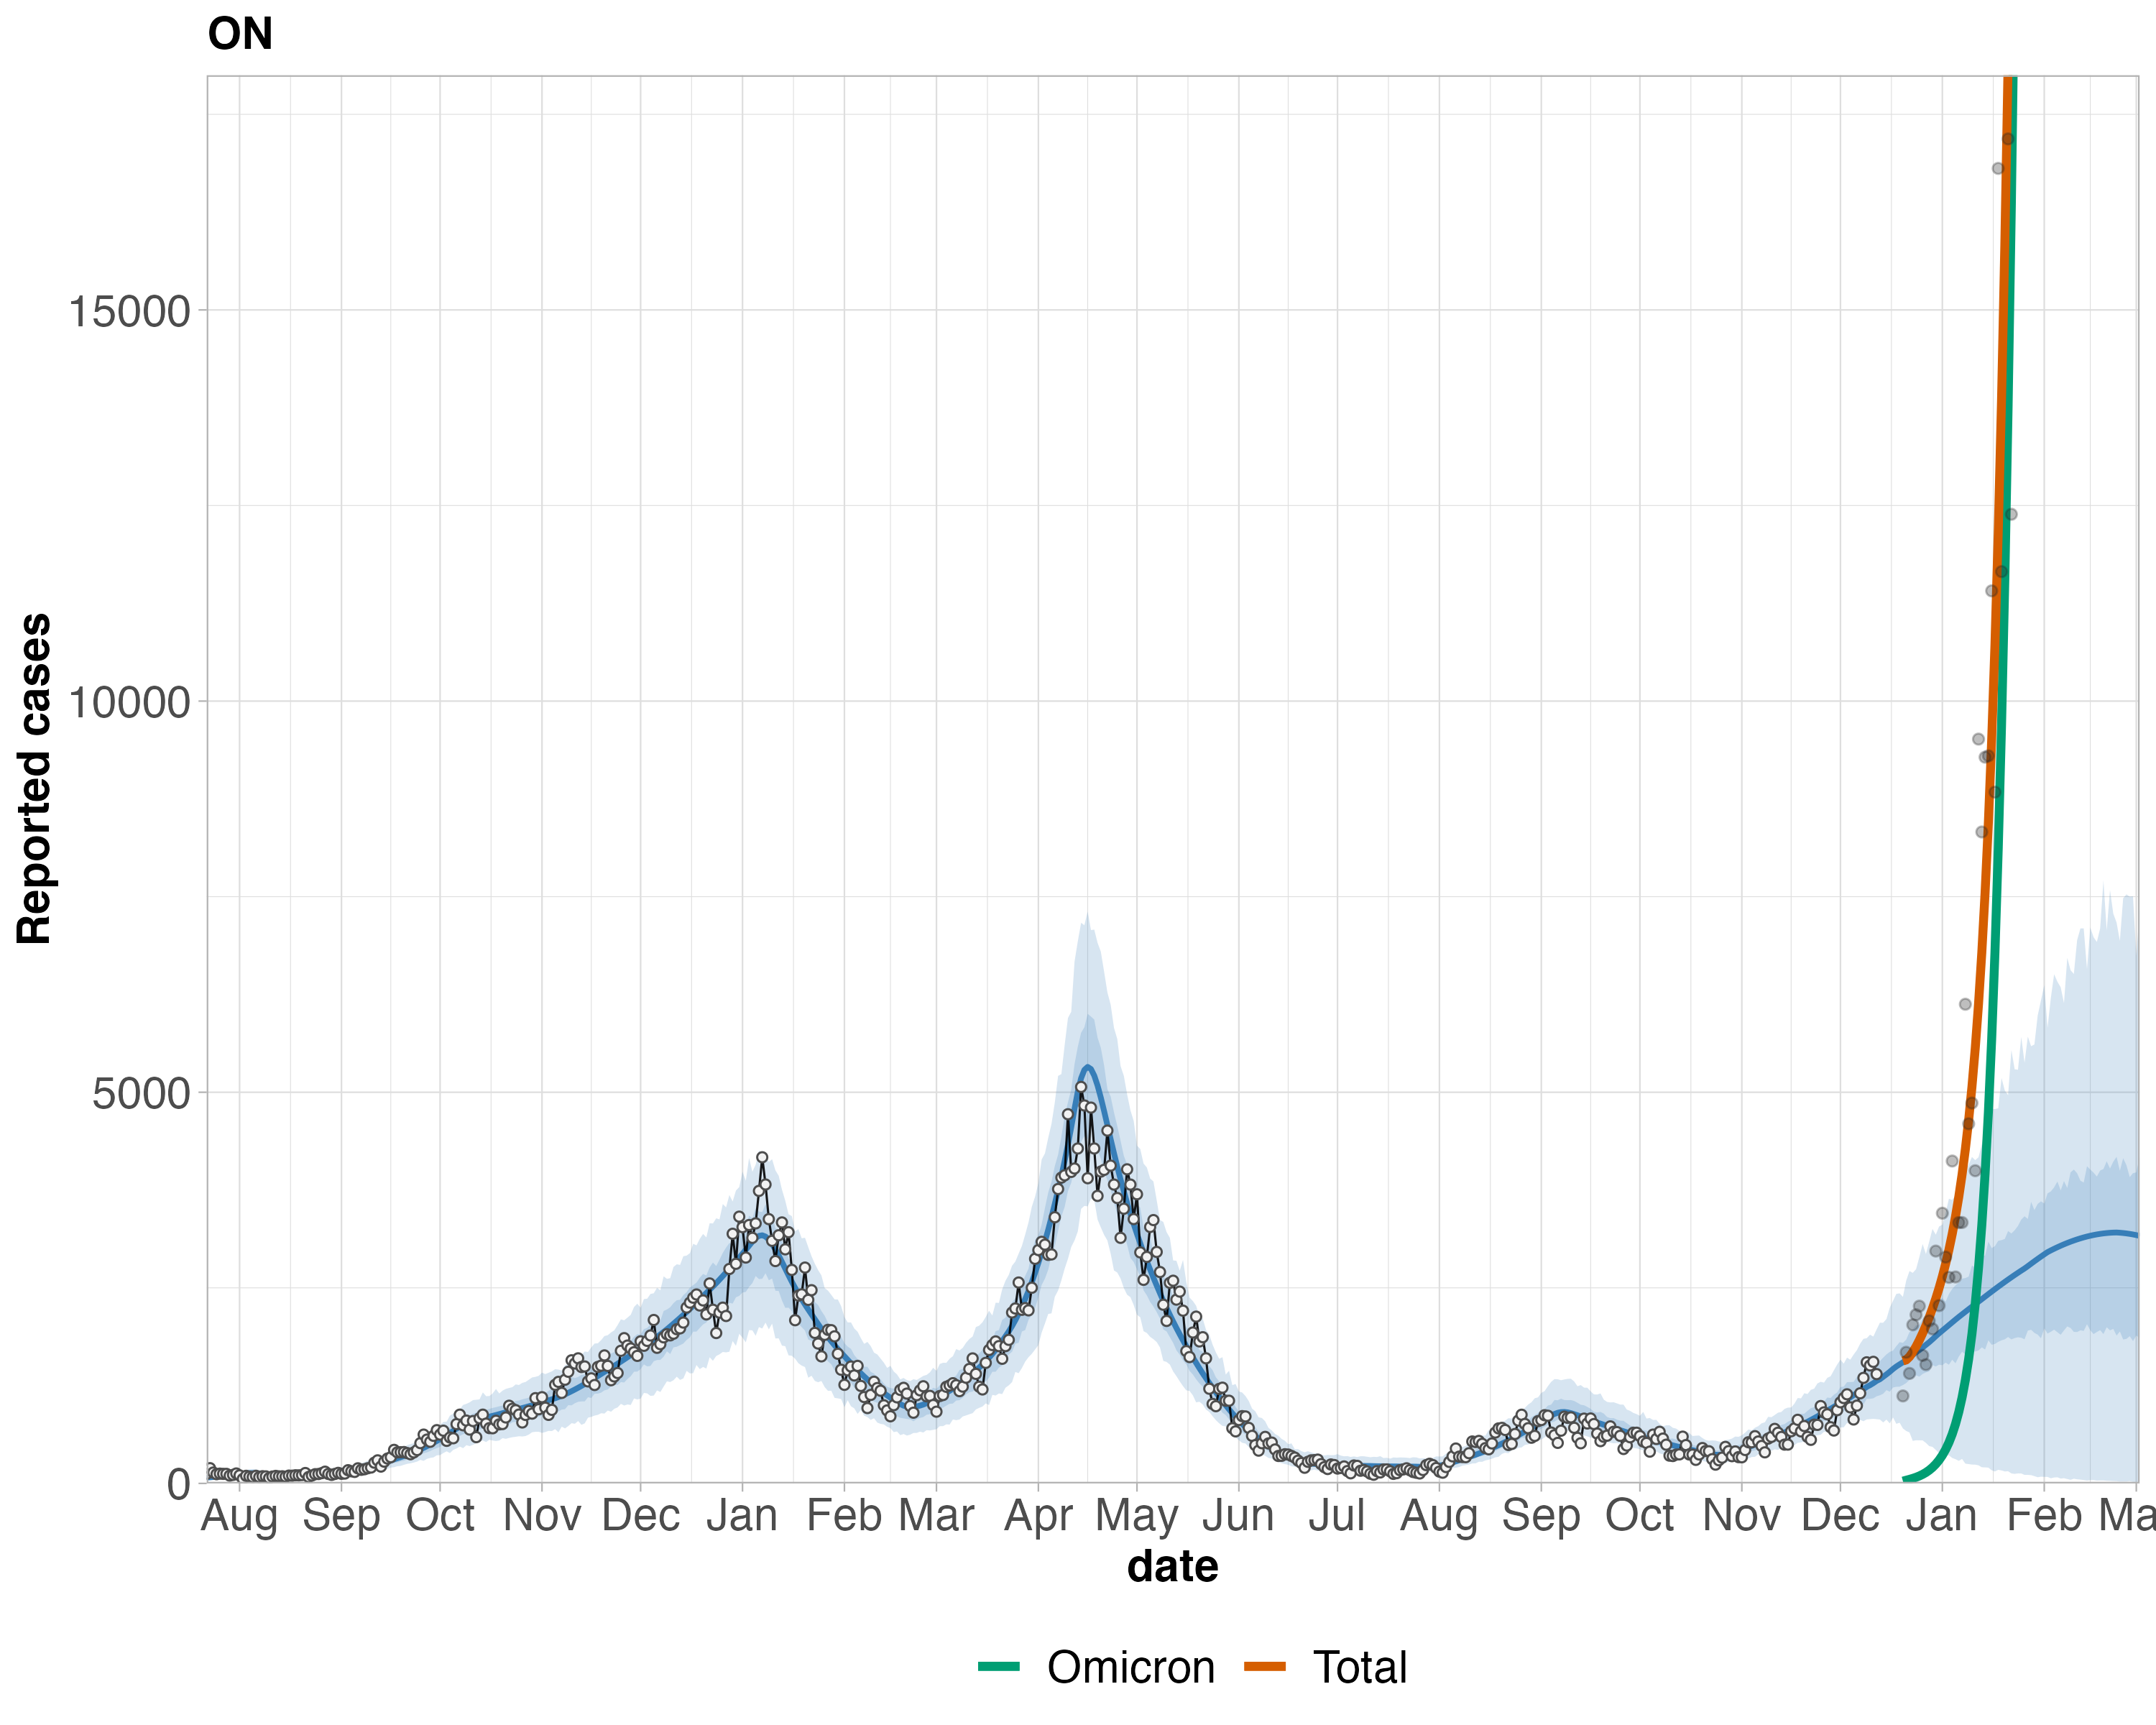 ON
Reported cases
15000
10000
5000
0
Aug Sep Oct Nov Dec Jan Feb Mar Apr May Jun Jul Aug Sep Oct Nov Dec Jan Feb Ma
date
Omicron Total